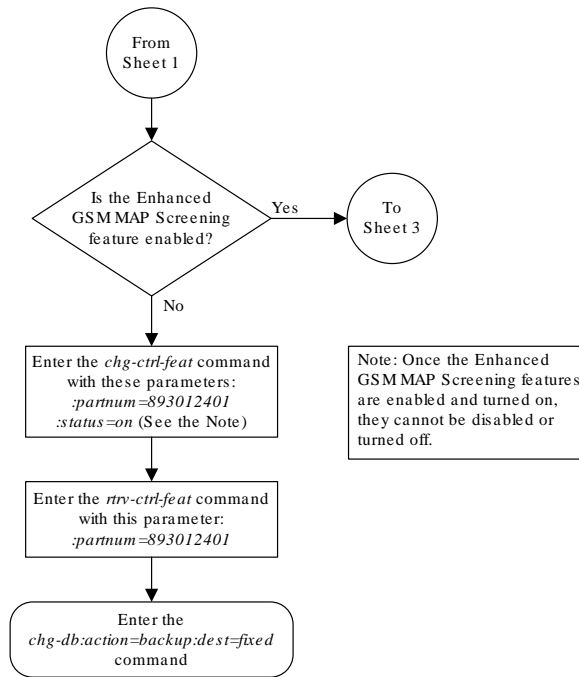 From
Sheet 1
Is the Enhanced
GSM MAP Screening
feature enabled?
Yes
To
Sheet 3
No
Enter the chg-ctrl-feat command
with these parameters:
:partnum=893012401
:status=on (See the Note)
Note: Once the Enhanced
GSM MAP Screening features
are enabled and turned on,
they cannot be disabled or
turned off.
Enter the rtrv-ctrl-feat command
with this parameter:
:partnum=893012401
Enter the
chg-db:action=backup:dest=fixed
command